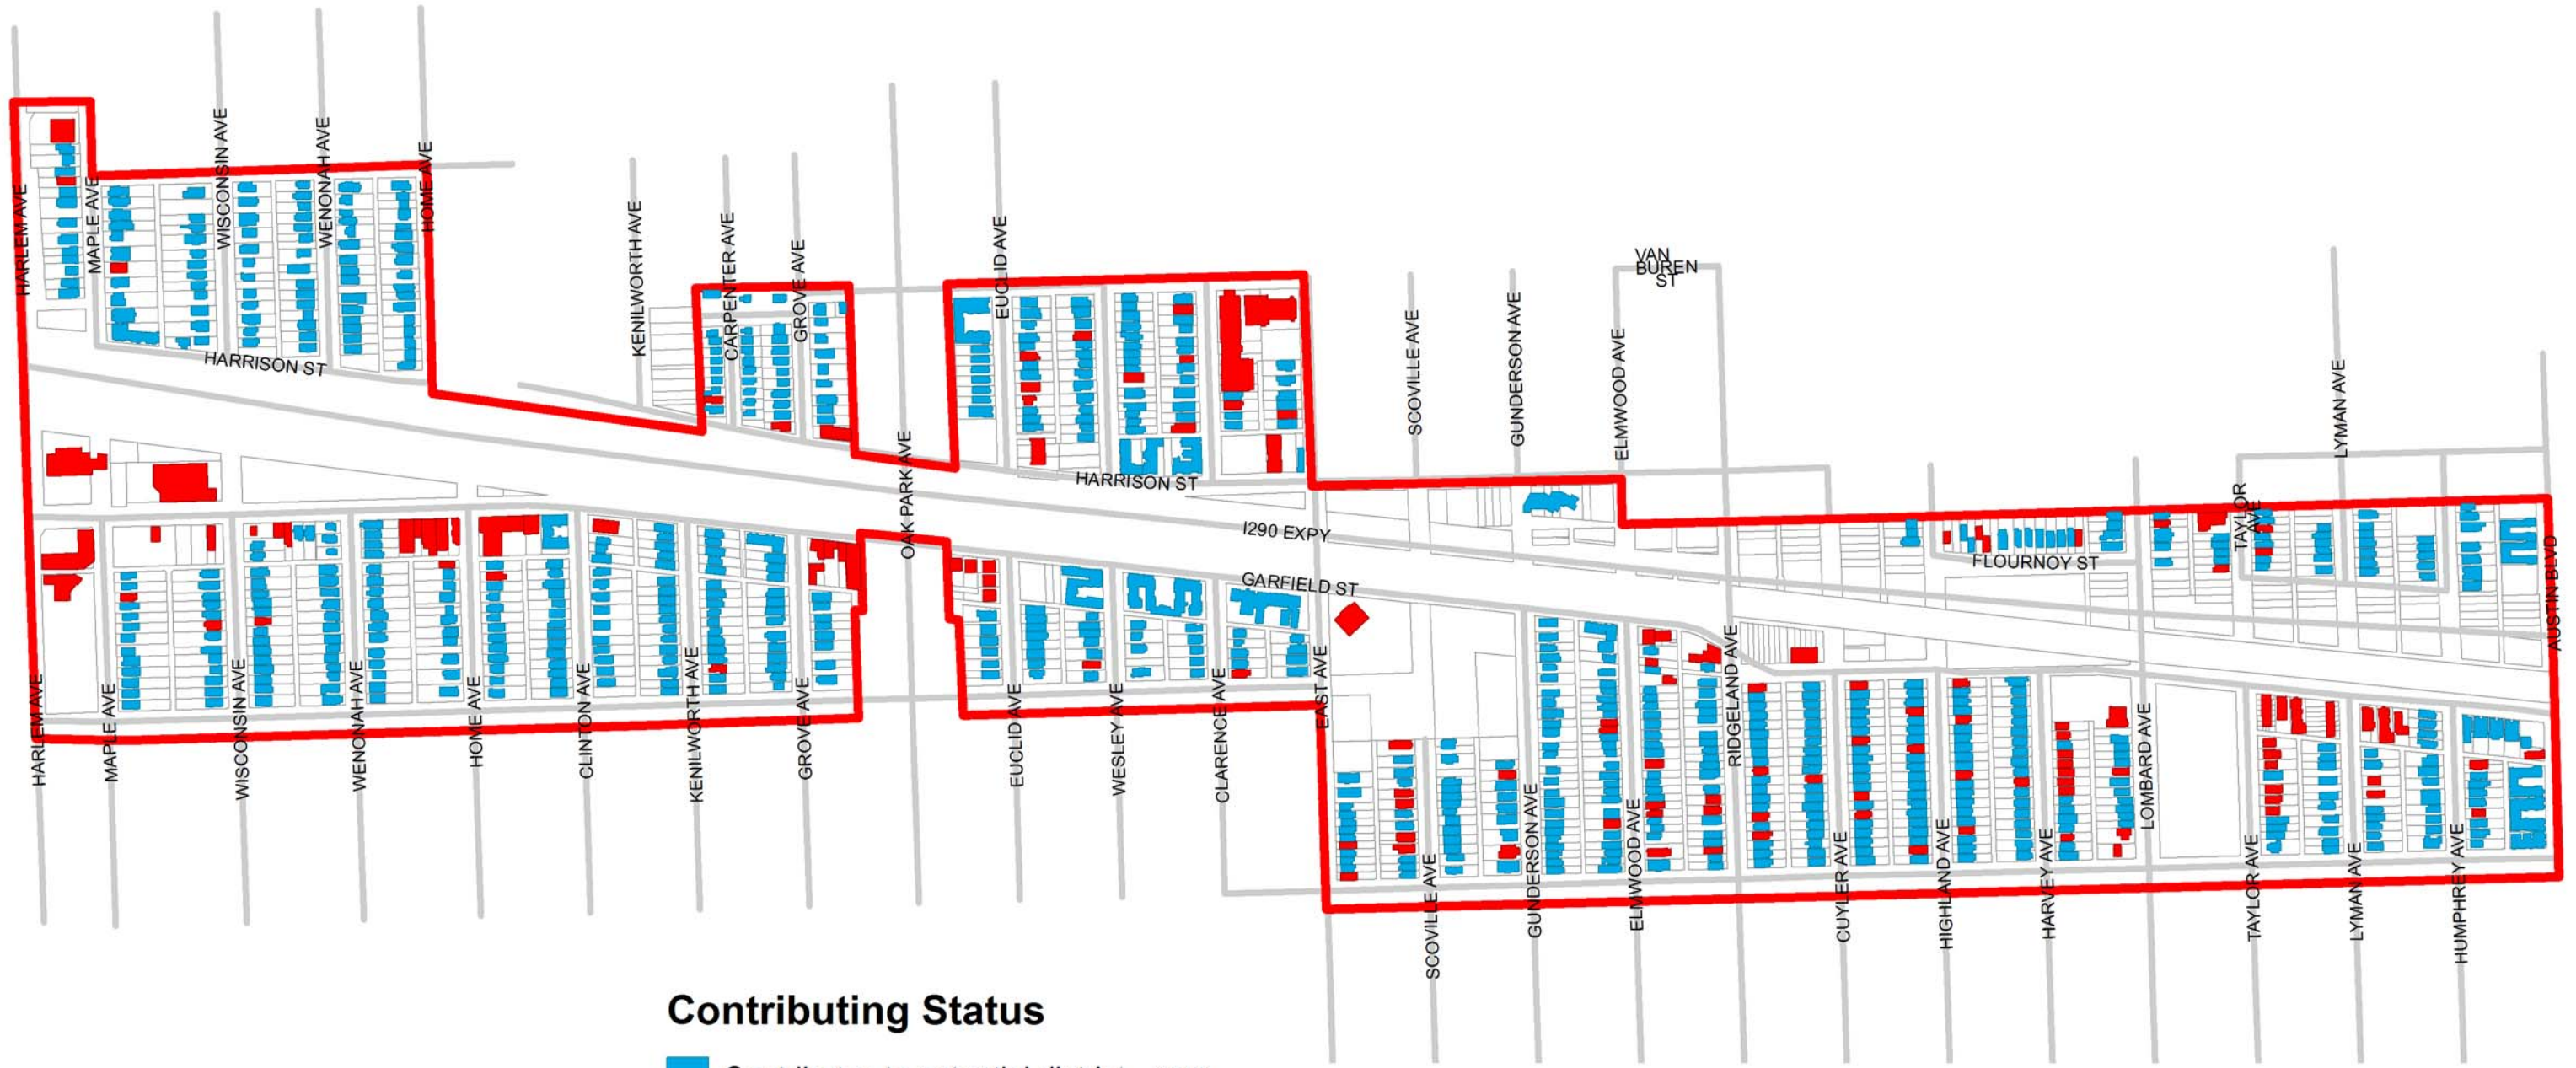 WISCONSIN AVE
WENONAH AVE
HOME AVE
HARLEM AVE
MAPLE AVE
KENILWORTH AVE
CARPENTER AVE
GROVE AVE
EUCLID AVE
VAN
BUREN
ST
SCOVILLE AVE
GUNDERSON AVE
ELMWOOD AVE
LYMAN AVE
HARRISON ST
OAK PARK AVE
HARRISON ST
I290 EXPY
TAYLOR
AVE
FLOURNOY ST
AUSTIN BLVD
GARFIELD ST
HARLEM AVE
MAPLE AVE
WISCONSIN AVE
WENONAH AVE
HOME AVE
CLINTON AVE
KENILWORTH AVE
GROVE AVE
EUCLID AVE
WESLEY AVE
CLARENCE AVE
EAST AVE
RIDGELAND AVE
LOMBARD AVE
SCOVILLE AVE
GUNDERSON AVE
ELMWOOD AVE
CUYLER AVE
HIGHLAND AVE
HARVEY AVE
TAYLOR AVE
LYMAN AVE
HUMPHREY AVE
Contributing Status